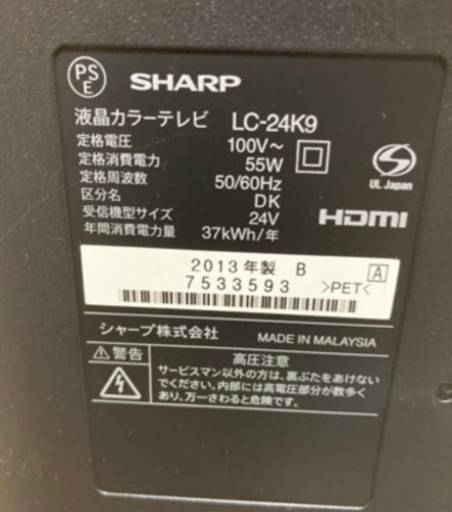 PS
E
SHARP
液晶カラーテレビ LC-24K9
定格電圧 100V～
定格消費電力 55W
定格周波数 50/60Hz
区分名 DK
受信機型サイズ 24V
年間消費電力量 37kWh/年
S
UL Japan
HDMI
2013年製 B
A
7533593
>PET<
シャープ株式会社
MADE IN MALAYSIA
⚠警告
高圧注意
サービスマン以外の方は、裏ぶたをあけない
でください。内部には高電圧部分が数多く
あり、万一さわると危険です。